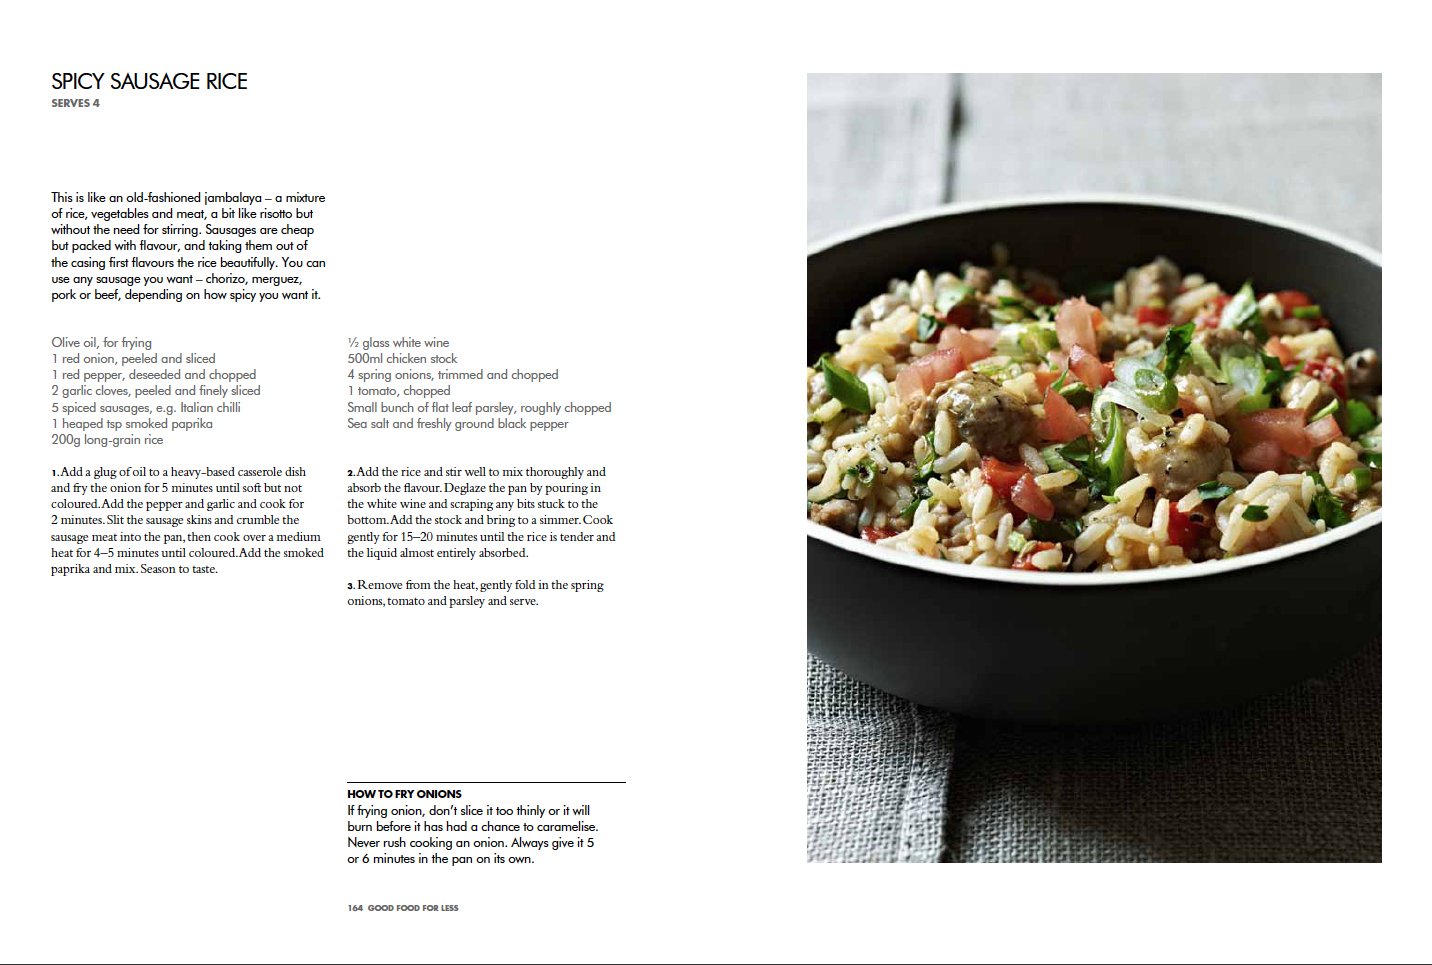 SPICY SAUSAGE RICE
SERVES 4
This is like an old-fashioned jambalaya – a mixture
of rice, vegetables and meat, a bit like risotto but
without the need for stirring. Sausages are cheap
but packed with flavour, and taking them out of
the casing first flavours the rice beautifully. You can
use any sausage you want – chorizo, merguez,
pork or beef, depending on how spicy you want it.
Olive oil, for frying
1 red onion, peeled and sliced
1 red pepper, deseeded and chopped
2 garlic cloves, peeled and finely sliced
5 spiced sausages, e.g. Italian chilli
1 heaped tsp smoked paprika
200g long-grain rice
½ glass white wine
500ml chicken stock
4 spring onions, trimmed and chopped
1 tomato, chopped
Small bunch of flat leaf parsley, roughly chopped
Sea salt and freshly ground black pepper
1. Add a glug of oil to a heavy-based casserole dish
and fry the onion for 5 minutes until soft but not
coloured. Add the pepper and garlic and cook for
2 minutes. Slit the sausage skins and crumble the
sausage meat into the pan, then cook over a medium
heat for 4–5 minutes until coloured. Add the smoked
paprika and mix. Season to taste.
2. Add the rice and stir well to mix thoroughly and
absorb the flavour. Deglaze the pan by pouring in
the white wine and scraping any bits stuck to the
bottom. Add the stock and bring to a simmer. Cook
gently for 15–20 minutes until the rice is tender and
the liquid almost entirely absorbed.
3. Remove from the heat, gently fold in the spring
onions, tomato and parsley and serve.
HOW TO FRY ONIONS
If frying onion, don't slice it too thinly or it will
burn before it has had a chance to caramelise.
Never rush cooking an onion. Always give it 5
or 6 minutes in the pan on its own.
164 GOOD FOOD FOR LESS